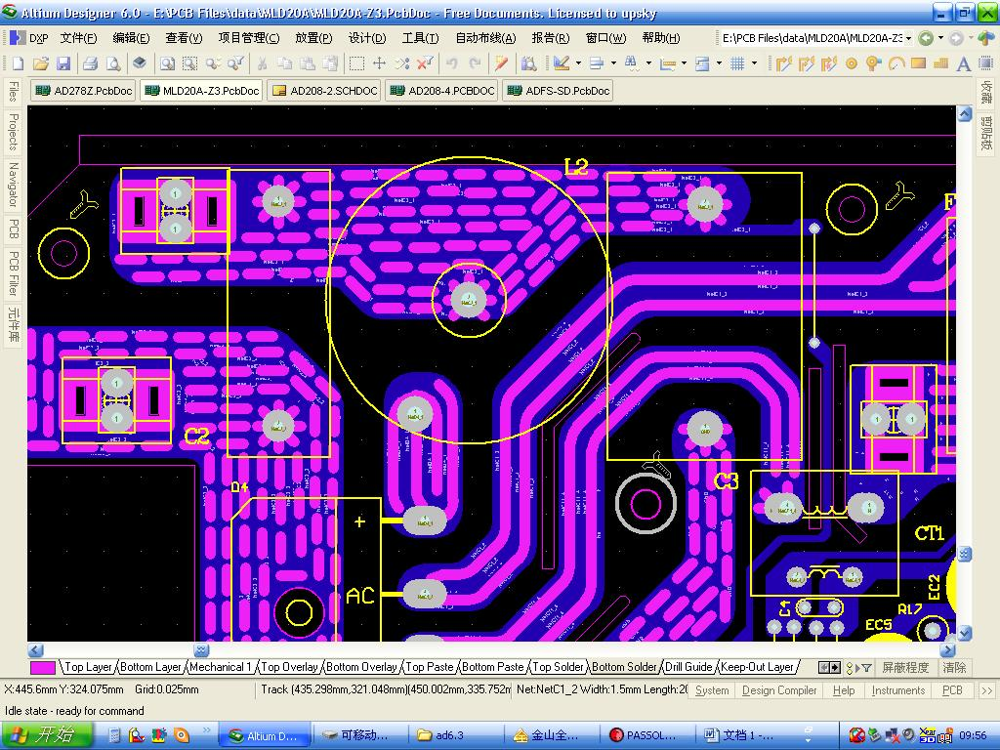 Altium Designer 6.0 - E:\PCB Files\data\MLD20A\MLD20A-Z3.PcbDoc - Free Documents. Licensed to upsky
DXP 文件(F) 编辑(E) 查看(V) 项目管理(C) 放置(P) 设计(D) 工具(T) 自动布线(A) 报告(R) 窗口(W) 帮助(H) E:\PCB Files\data\MLD20A\MLD20A-Z3
AD278Z.PcbDoc MLD20A-Z3.PcbDoc AD208-2.SCHDOC AD208-4.PCBDOC ADFS-SD.PcbDoc
Files
Projects
Navigator
PCB
PCB Filter
元件库
收藏
剪贴板
L2
F
C2
Q4
C3
+
AC
CT1
EC2
C1
R17
EC5
Top Layer Bottom Layer Mechanical 1 Top Overlay Bottom Overlay Top Paste Bottom Paste Top Solder Bottom Solder Drill Guide Keep-Out Layer 屏蔽程度 清除
X:445.6mm Y:324.075mm Grid:0.025mm Track (435.298mm,321.048mm)(450.002mm,335.752m Net:NetC1_2 Width:1.5mm Length:20 System Design Compiler Help Instruments PCB >>
Idle state - ready for command
开始 Altium D... 可移动... ad6.3 金山全... PASSOL... 文档 1 -... 09:56